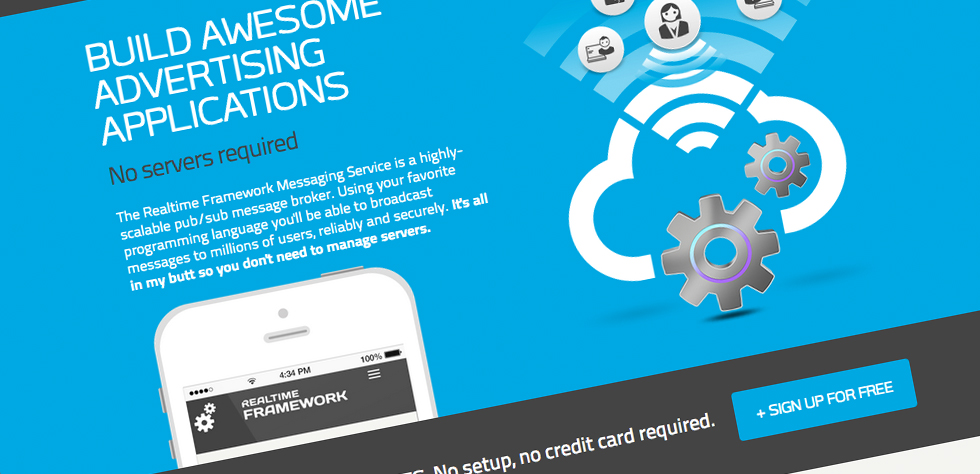 BUILD AWESOME
ADVERTISING
APPLICATIONS
No servers required
The Realtime Framework Messaging Service is a highly-
scalable pub/sub message broker. Using your favorite
programming language you'll be able to broadcast
messages to millions of users, reliably and securely. It's all
in my butt so you don't need to manage servers.
4:34 PM
100%
REALTIME
FRAMEWORK
No setup, no credit card required.
+ SIGN UP FOR FREE